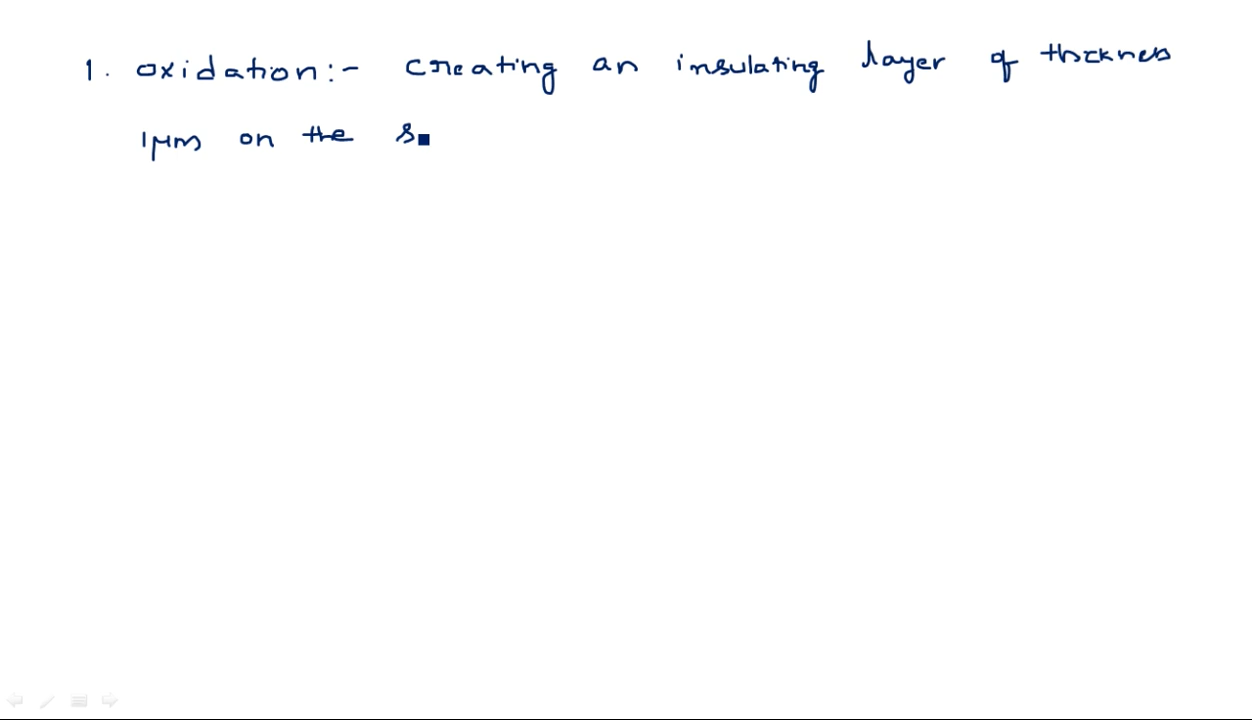 1. oxidation:- creating an insulating layer of thickness
1μm on the s